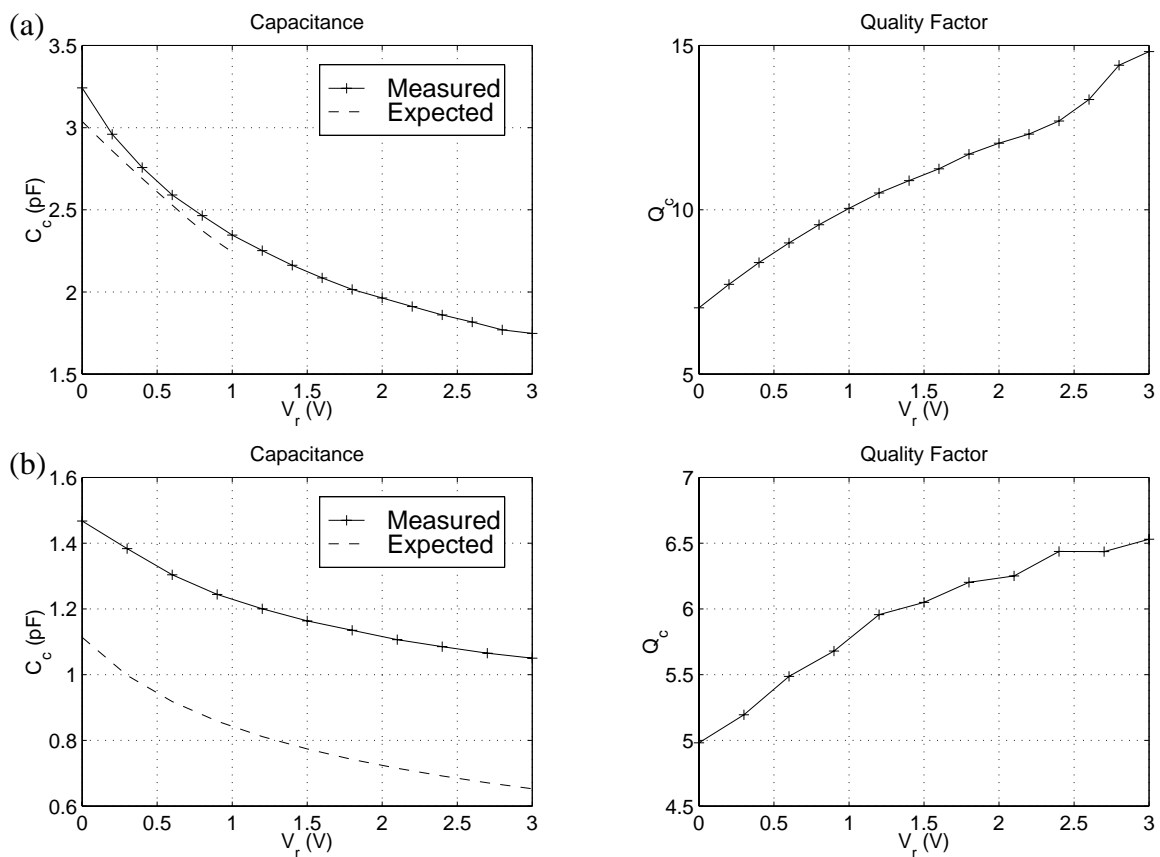 (a)
Capacitance
3.5
3
2.5
2
1.5
C_c (pF)
Measured
Expected
0 0.5 1 1.5 2 2.5 3
V_r (V)
Quality Factor
15
10
5
Q_c
0 0.5 1 1.5 2 2.5 3
V_r (V)
(b)
Capacitance
1.6
1.4
1.2
1
0.8
0.6
C_c (pF)
Measured
Expected
0 0.5 1 1.5 2 2.5 3
V_r (V)
Quality Factor
7
6.5
6
5.5
5
4.5
Q_c
0 0.5 1 1.5 2 2.5 3
V_r (V)